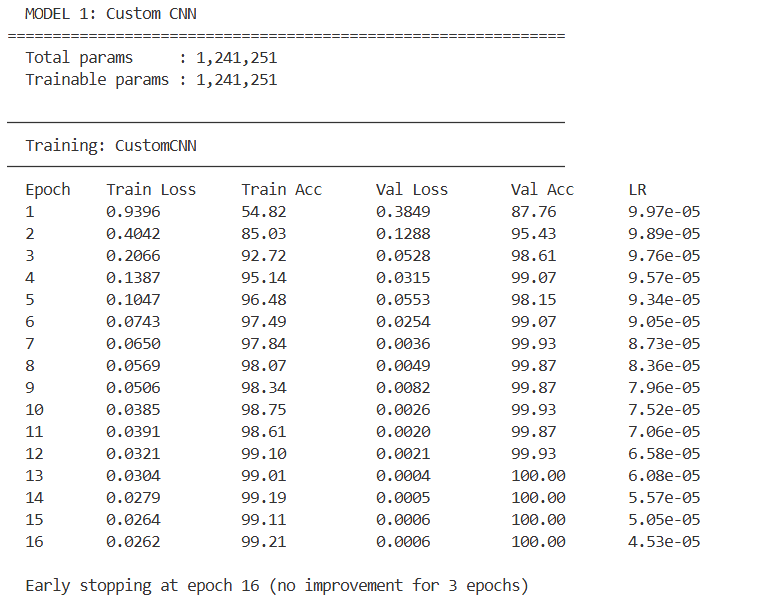 MODEL 1: Custom CNN
==============================================================
Total params     : 1,241,251
Trainable params : 1,241,251
──────────────────────────────────────────────────────────────
Training: CustomCNN
──────────────────────────────────────────────────────────────
Epoch    Train Loss     Train Acc      Val Loss       Val Acc      LR
1        0.9396         54.82          0.3849         87.76        9.97e-05
2        0.4042         85.03          0.1288         95.43        9.89e-05
3        0.2066         92.72          0.0528         98.61        9.76e-05
4        0.1387         95.14          0.0315         99.07        9.57e-05
5        0.1047         96.48          0.0553         98.15        9.34e-05
6        0.0743         97.49          0.0254         99.07        9.05e-05
7        0.0650         97.84          0.0036         99.93        8.73e-05
8        0.0569         98.07          0.0049         99.87        8.36e-05
9        0.0506         98.34          0.0082         99.87        7.96e-05
10       0.0385         98.75          0.0026         99.93        7.52e-05
11       0.0391         98.61          0.0020         99.87        7.06e-05
12       0.0321         99.10          0.0021         99.93        6.58e-05
13       0.0304         99.01          0.0004         100.00       6.08e-05
14       0.0279         99.19          0.0005         100.00       5.57e-05
15       0.0264         99.11          0.0006         100.00       5.05e-05
16       0.0262         99.21          0.0006         100.00       4.53e-05
Early stopping at epoch 16 (no improvement for 3 epochs)